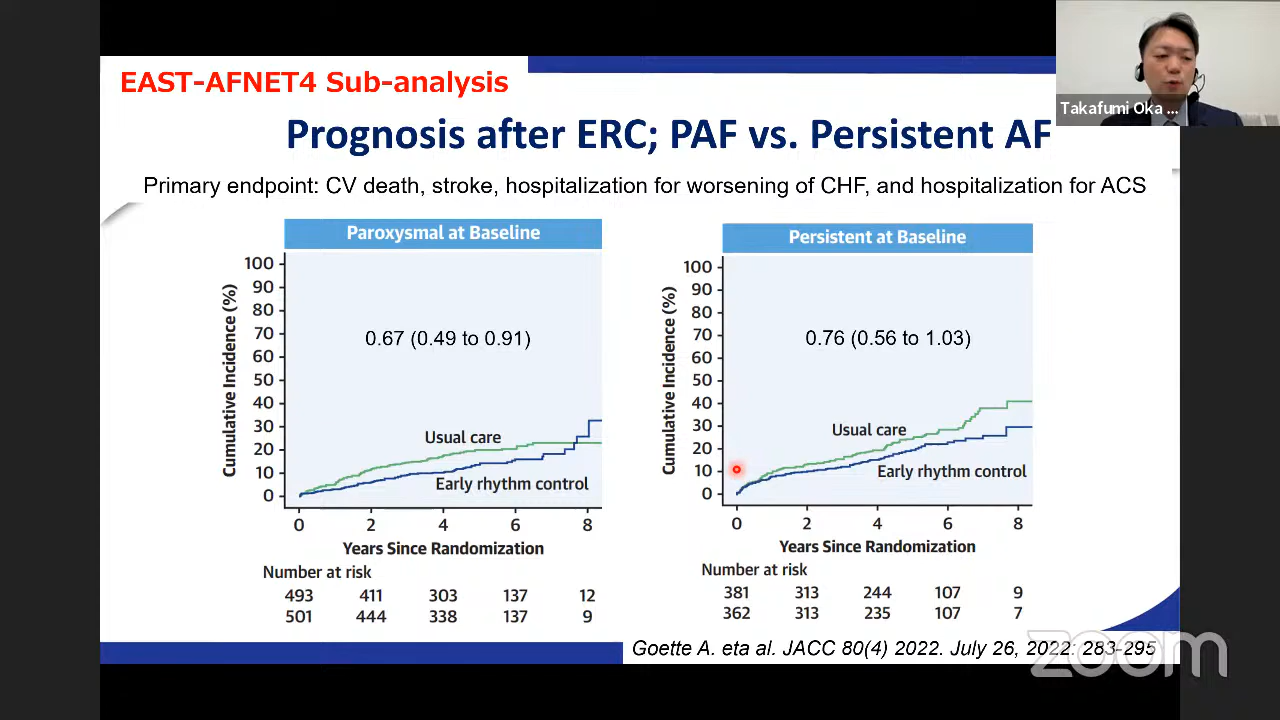 EAST-AFNET4 Sub-analysis
Takafumi Oka ...
Prognosis after ERC; PAF vs. Persistent AF
Primary endpoint: CV death, stroke, hospitalization for worsening of CHF, and hospitalization for ACS
Paroxysmal at Baseline
Cumulative Incidence (%)
100
90
80
70
60
50
40
30
20
10
0
0.67 (0.49 to 0.91)
Usual care
Early rhythm control
0 2 4 6 8
Years Since Randomization
Number at risk
493 411 303 137 12
501 444 338 137 9
Persistent at Baseline
Cumulative Incidence (%)
100
90
80
70
60
50
40
30
20
10
0
0.76 (0.56 to 1.03)
Usual care
Early rhythm control
0 2 4 6 8
Years Since Randomization
Number at risk
381 313 244 107 9
362 313 235 107 7
Goette A. eta al. JACC 80(4) 2022. July 26, 2022: 283-295
zoom